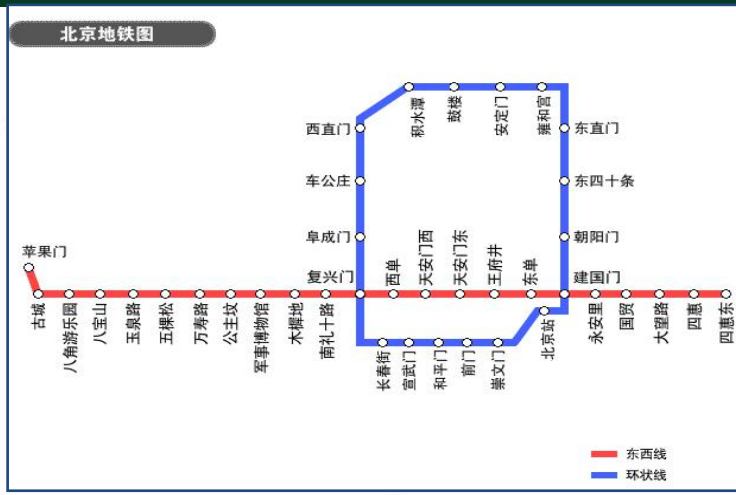 北京地铁图
积水潭
鼓楼
安定门
雍和宫
西直门
东直门
车公庄
东四十条
阜成门
朝阳门
苹果门
复兴门
西单
天安门西
天安门东
王府井
东单
建国门
古城
八角游乐园
八宝山
玉泉路
五棵松
万寿路
公主坟
军事博物馆
木樨地
南礼十路
长春街
宣武门
和平门
前门
崇文门
北京站
永安里
国贸
大望路
四惠
四惠东
东西线
环状线